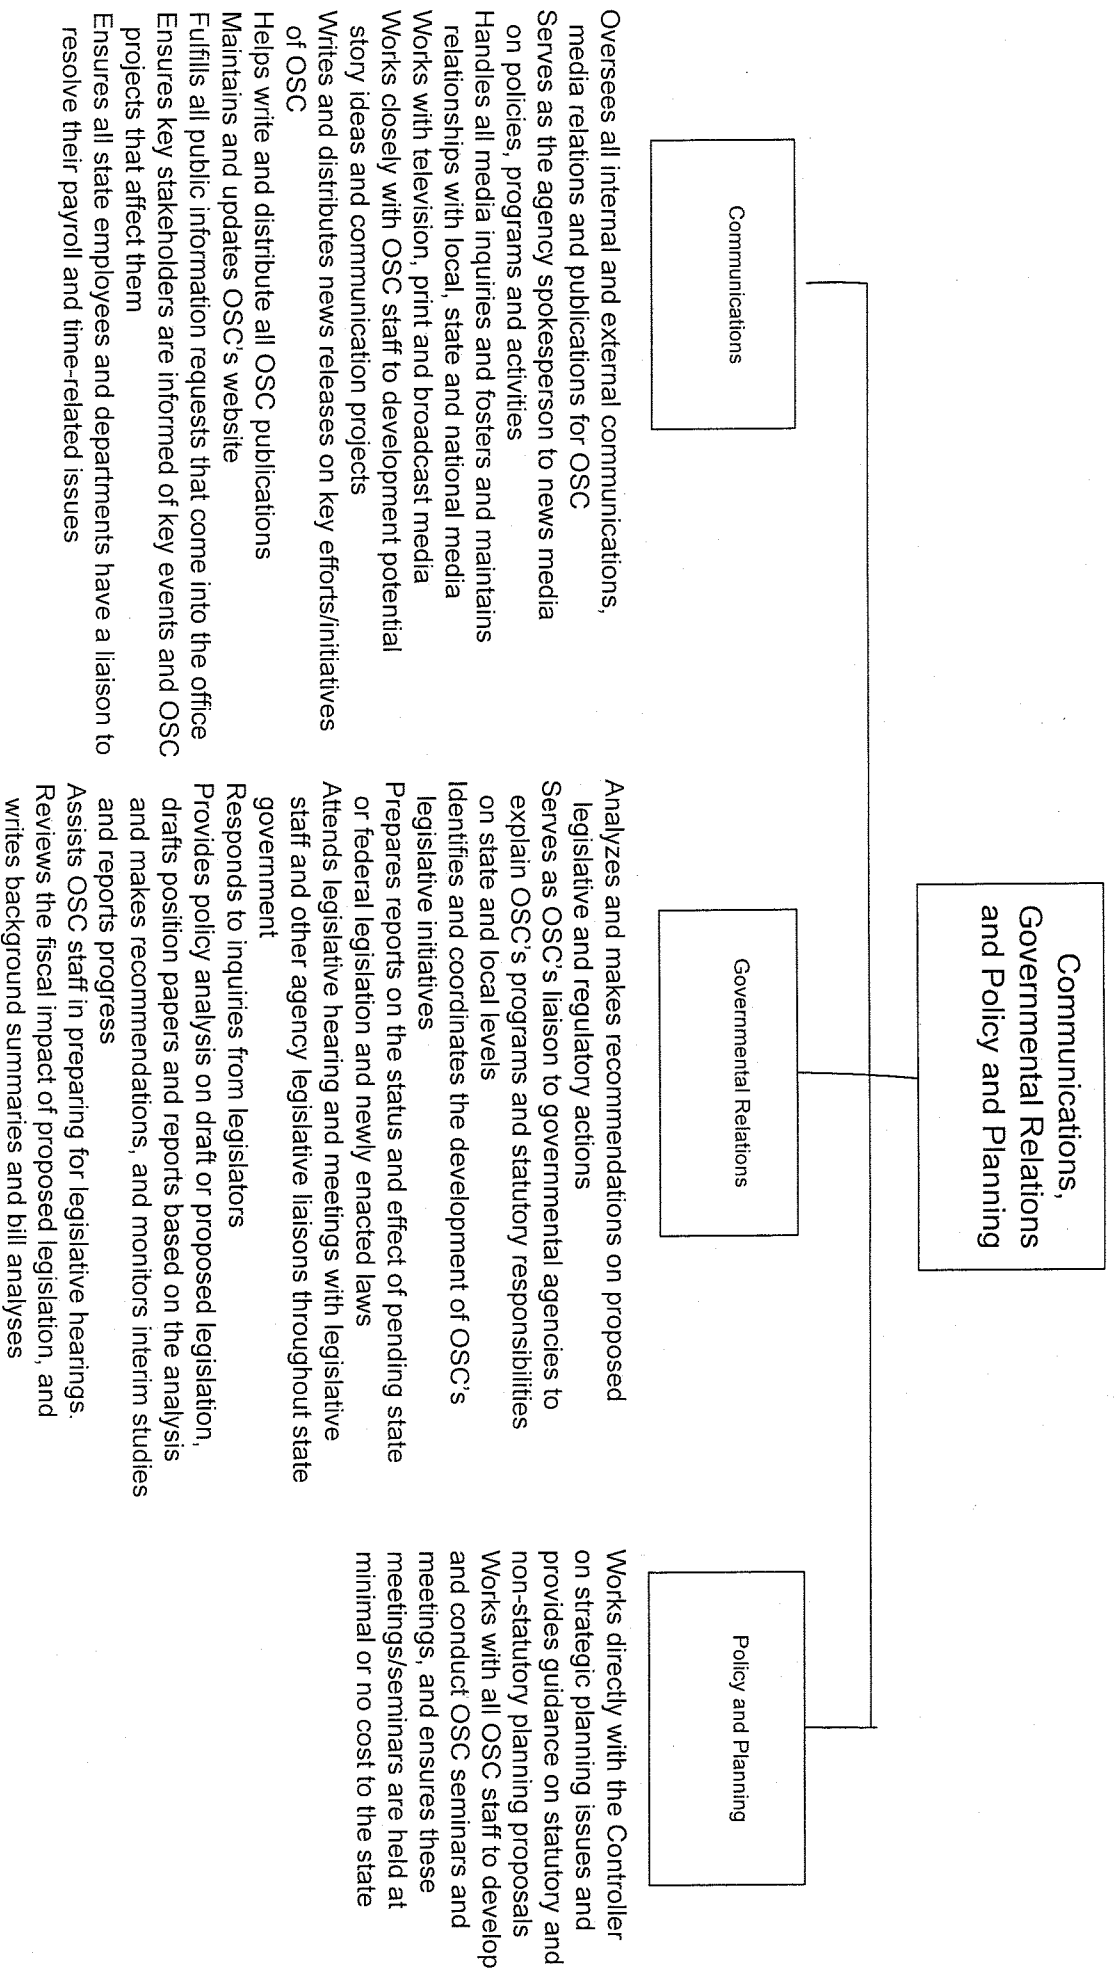 Communications,
Governmental Relations
and Policy and Planning
Communications
Oversees all internal and external communications,
media relations and publications for OSC
Serves as the agency spokesperson to news media
on policies, programs and activities
Handles all media inquiries and fosters and maintains
relationships with local, state and national media
Works with television, print and broadcast media
Works closely with OSC staff to development potential
story ideas and communication projects
Writes and distributes news releases on key efforts/initiatives
of OSC
Helps write and distribute all OSC publications
Maintains and updates OSC's website
Fulfills all public information requests that come into the office
Ensures key stakeholders are informed of key events and OSC
projects that affect them
Ensures all state employees and departments have a liaison to
resolve their payroll and time-related issues
Governmental Relations
Analyzes and makes recommendations on proposed
legislative and regulatory actions
Serves as OSC's liaison to governmental agencies to
explain OSC's programs and statutory responsibilities
on state and local levels
Identifies and coordinates the development of OSC's
legislative initiatives
Prepares reports on the status and effect of pending state
or federal legislation and newly enacted laws
Attends legislative hearing and meetings with legislative
staff and other agency legislative liaisons throughout state
government
Responds to inquiries from legislators
Provides policy analysis on draft or proposed legislation,
drafts position papers and reports based on the analysis
and makes recommendations, and monitors interim studies
and reports progress
Assists OSC staff in preparing for legislative hearings.
Reviews the fiscal impact of proposed legislation, and
writes background summaries and bill analyses
Policy and Planning
Works directly with the Controller
on strategic planning issues and
provides guidance on statutory and
non-statutory planning proposals
Works with all OSC staff to develop
and conduct OSC seminars and
meetings, and ensures these
meetings/seminars are held at
minimal or no cost to the state